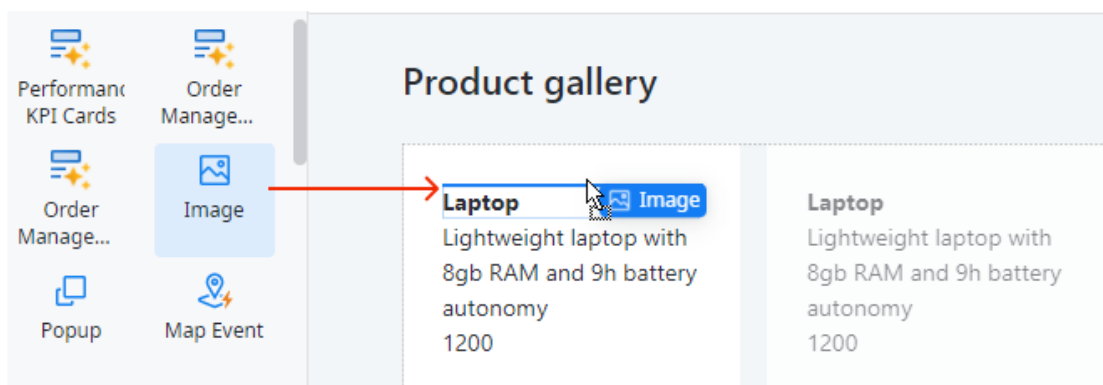 Performanc
KPI Cards
Order
Manage...
Order
Manage...
Image
Popup
Map Event
Product gallery
Laptop
Image
Lightweight laptop with
8gb RAM and 9h battery
autonomy
1200
Laptop
Lightweight laptop with
8gb RAM and 9h battery
autonomy
1200